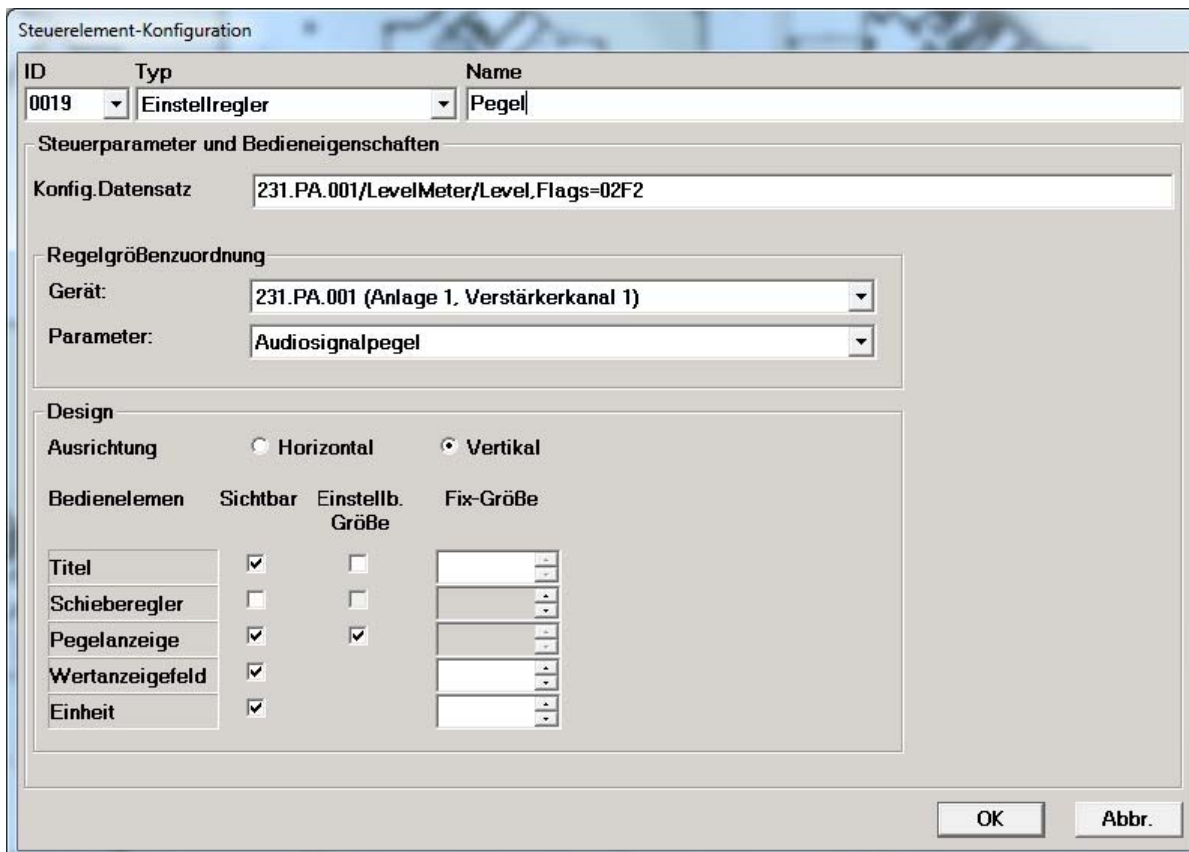 Steuerelement-Konfiguration
ID Typ Name
0019 Einstellregler Pegel
Steuerparameter und Bedieneigenschaften
Konfig.Datensatz 231.PA.001/LevelMeter/Level,Flags=02F2
Regelgrößenzuordnung
Gerät: 231.PA.001 (Anlage 1, Verstärkerkanal 1)
Parameter: Audiosignalpegel
Design
Ausrichtung Horizontal Vertikal
Bedienelemen Sichtbar Einstellb. Fix-Größe
Größe
Titel
Schieberegler
Pegelanzeige
Wertanzeigefeld
Einheit
OK Abbr.